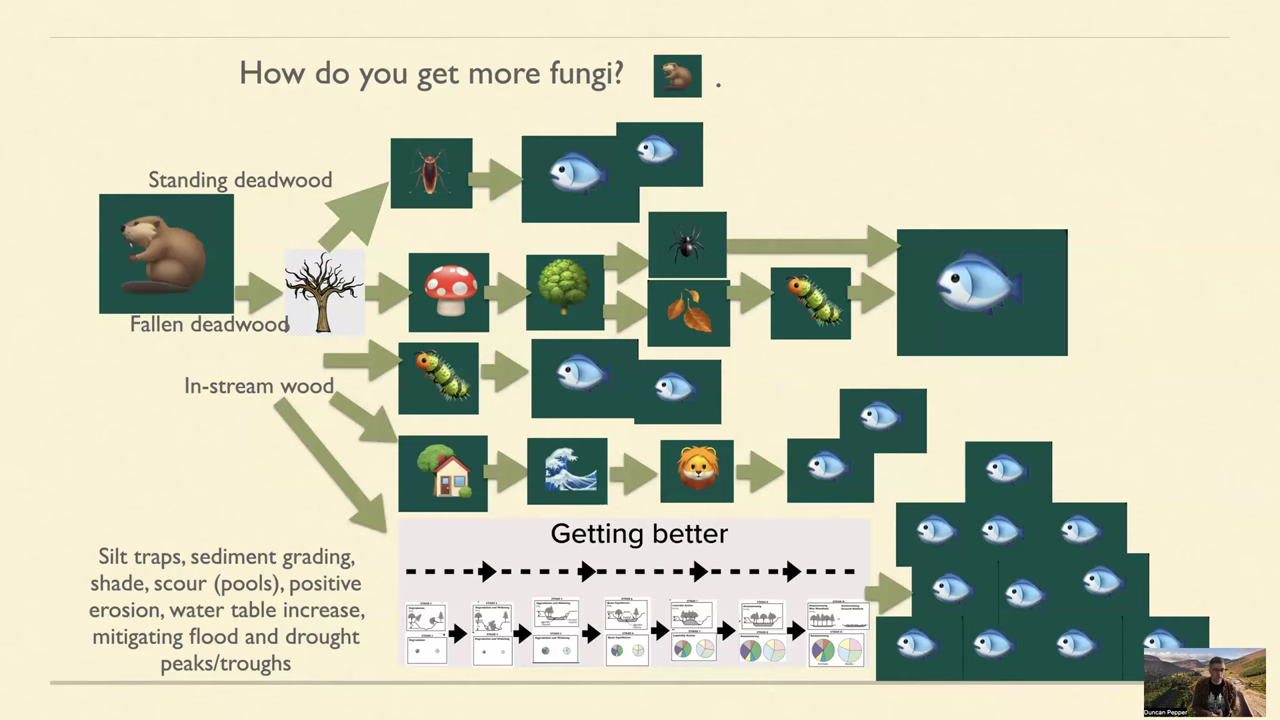 How do you get more fungi? .
Standing deadwood
Fallen deadwood
In-stream wood
Getting better
Silt traps, sediment grading,
shade, scour (pools), positive
erosion, water table increase,
mitigating flood and drought
peaks/troughs
Duncan Pepper